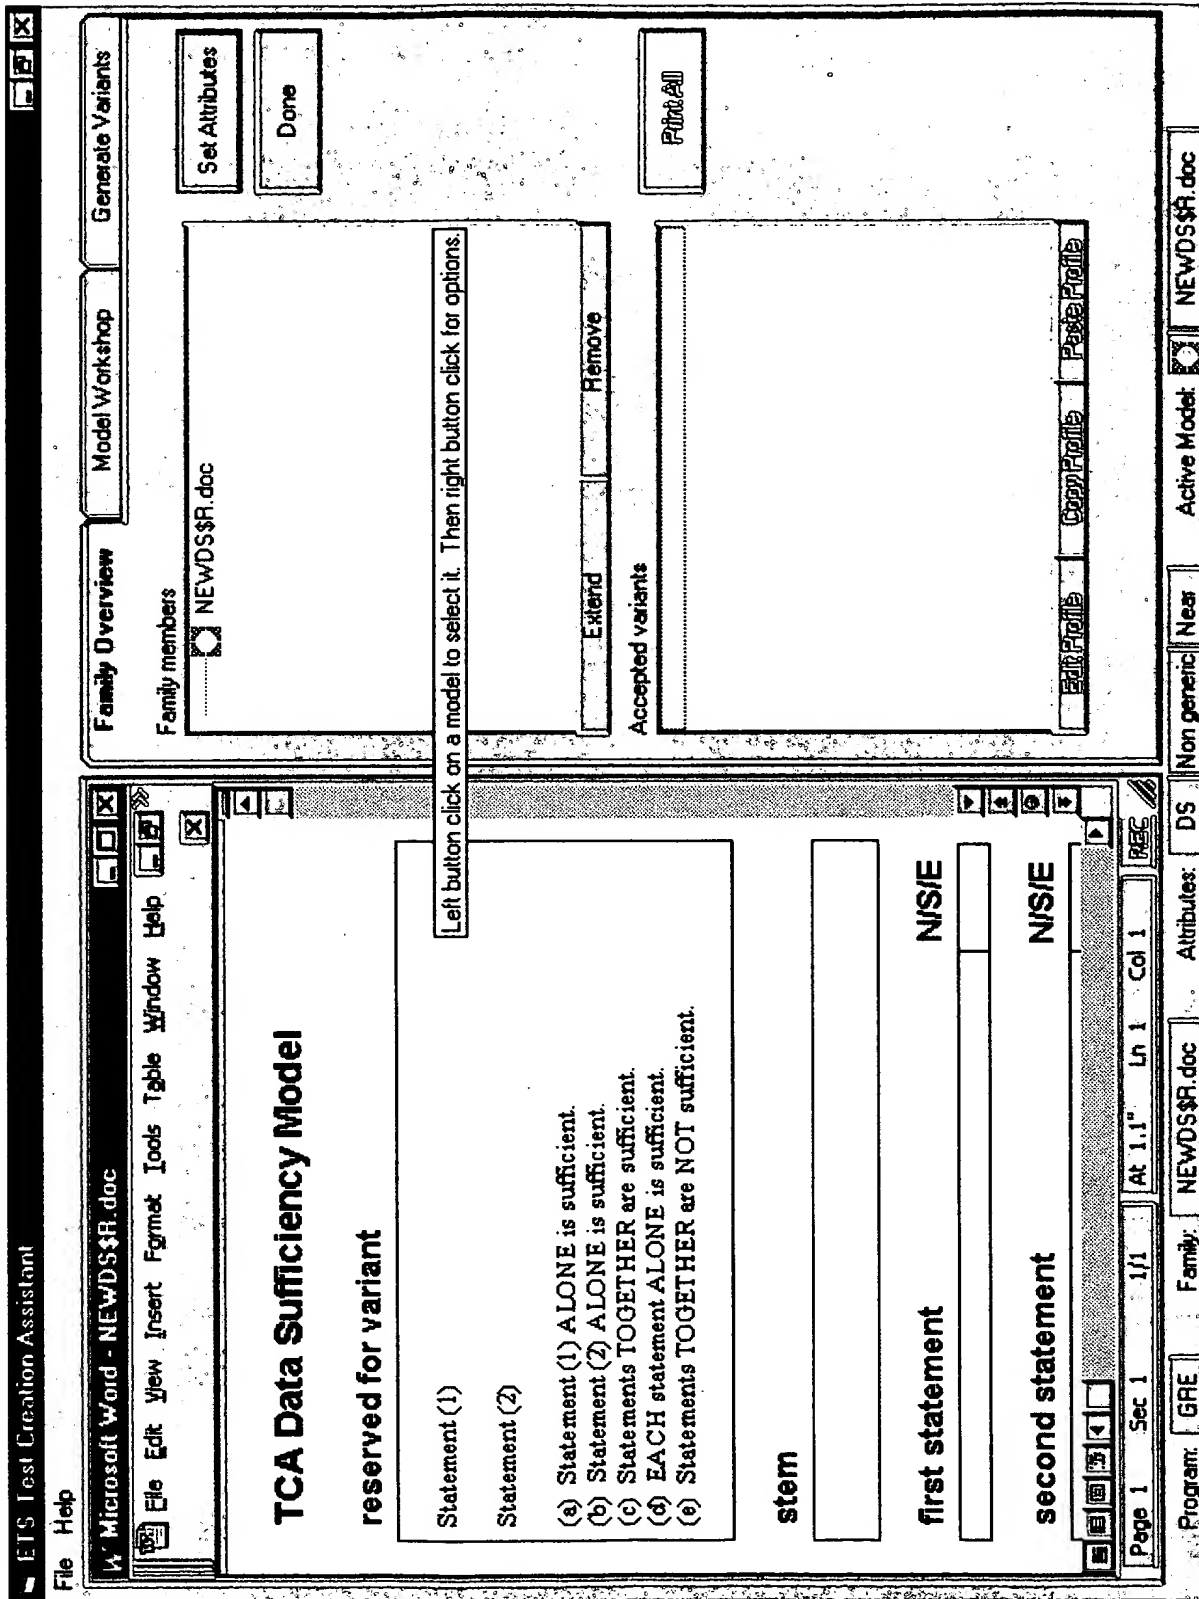 ETS Test Creation Assistant
File Help
Microsoft Word - NEWDS$R.doc
File Edit View Insert Format Tools Table Window Help
TCA Data Sufficiency Model
reserved for variant
Statement (1)
Statement (2)
(a) Statement (1) ALONE is sufficient.
(b) Statement (2) ALONE is sufficient.
(c) Statements TOGETHER are sufficient.
(d) EACH statement ALONE is sufficient.
(e) Statements TOGETHER are NOT sufficient.
stem
first statement N/S/E
second statement N/S/E
Page 1 Sec 1 1/1 At 1.1" Ln 1 Col 1 REC
Family Overview Model Workshop Generate Variants
Family members
NEWDS$R.doc
Set Attributes
Done
Left button click on a model to select it. Then right button click for options.
Extend Remove
Accepted variants
Print All
Edit Profile Copy Profile Paste Profile
Program: GRE Family: NEWDS$R.doc Attributes: DS Non generic Near Active Model: NEWDS$R.doc